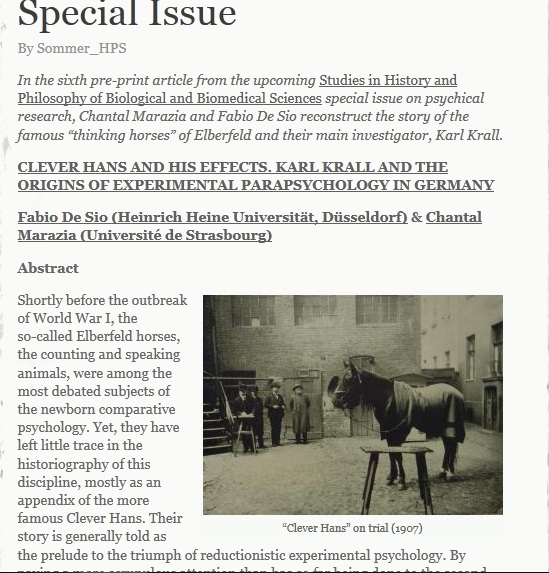 Special Issue
By Sommer_HPS
In the sixth pre-print article from the upcoming Studies in History and
Philosophy of Biological and Biomedical Sciences special issue on psychical
research, Chantal Marazia and Fabio De Sio reconstruct the story of the
famous “thinking horses” of Elberfeld and their main investigator, Karl Krall.
CLEVER HANS AND HIS EFFECTS. KARL KRALL AND THE
ORIGINS OF EXPERIMENTAL PARAPSYCHOLOGY IN GERMANY
Fabio De Sio (Heinrich Heine Universität, Düsseldorf) & Chantal
Marazia (Université de Strasbourg)
Abstract
Shortly before the outbreak
of World War I, the
so-called Elberfeld horses,
the counting and speaking
animals, were among the
most debated subjects of
the newborn comparative
psychology. Yet, they have
left little trace in the
historiography of this
discipline, mostly as an
appendix of the more
famous Clever Hans. Their
story is generally told as
the prelude to the triumph of reductionistic experimental psychology. By
“Clever Hans” on trial (1907)